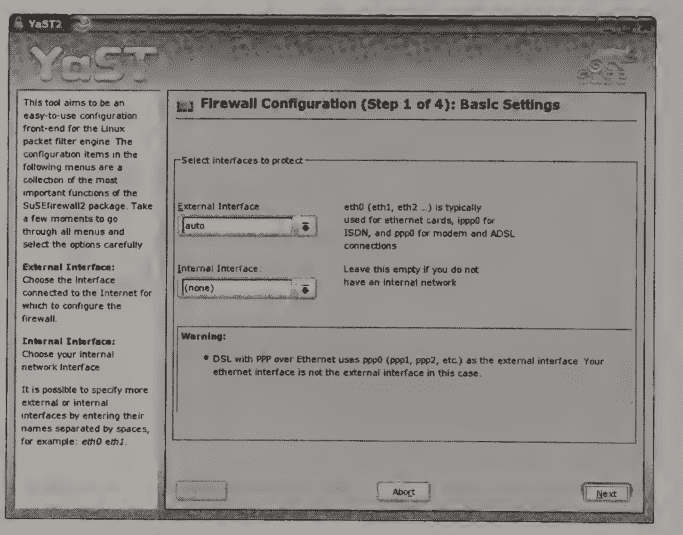 YaST2
YaST
SuSE
This tool aims to be an
easy-to-use configuration
front-end for the Linux
packet filter engine. The
configuration items in the
following menus are a
collection of the most
important functions of the
SuSEfirewall2 package. Take
a few moments to go
through all menus and
select the options carefully
External Interface:
Choose the interface
connected to the Internet for
which to configure the
firewall.
Internal Interface:
Choose your internal
network interface
It is possible to specify more
external or internal
interfaces by entering their
names separated by spaces,
for example: eth0 eth1.
Firewall Configuration (Step 1 of 4): Basic Settings
Select interfaces to protect
External Interface
auto
eth0 (eth1, eth2 ...) is typically
used for ethernet cards, ippp0 for
ISDN, and ppp0 for modem and ADSL
connections
Internal Interface:
(none)
Leave this empty if you do not
have an internal network
Warning:
• DSL with PPP over Ethernet uses ppp0 (ppp1, ppp2, etc.) as the external interface. Your
ethernet interface is not the external interface in this case.
Abort
Next